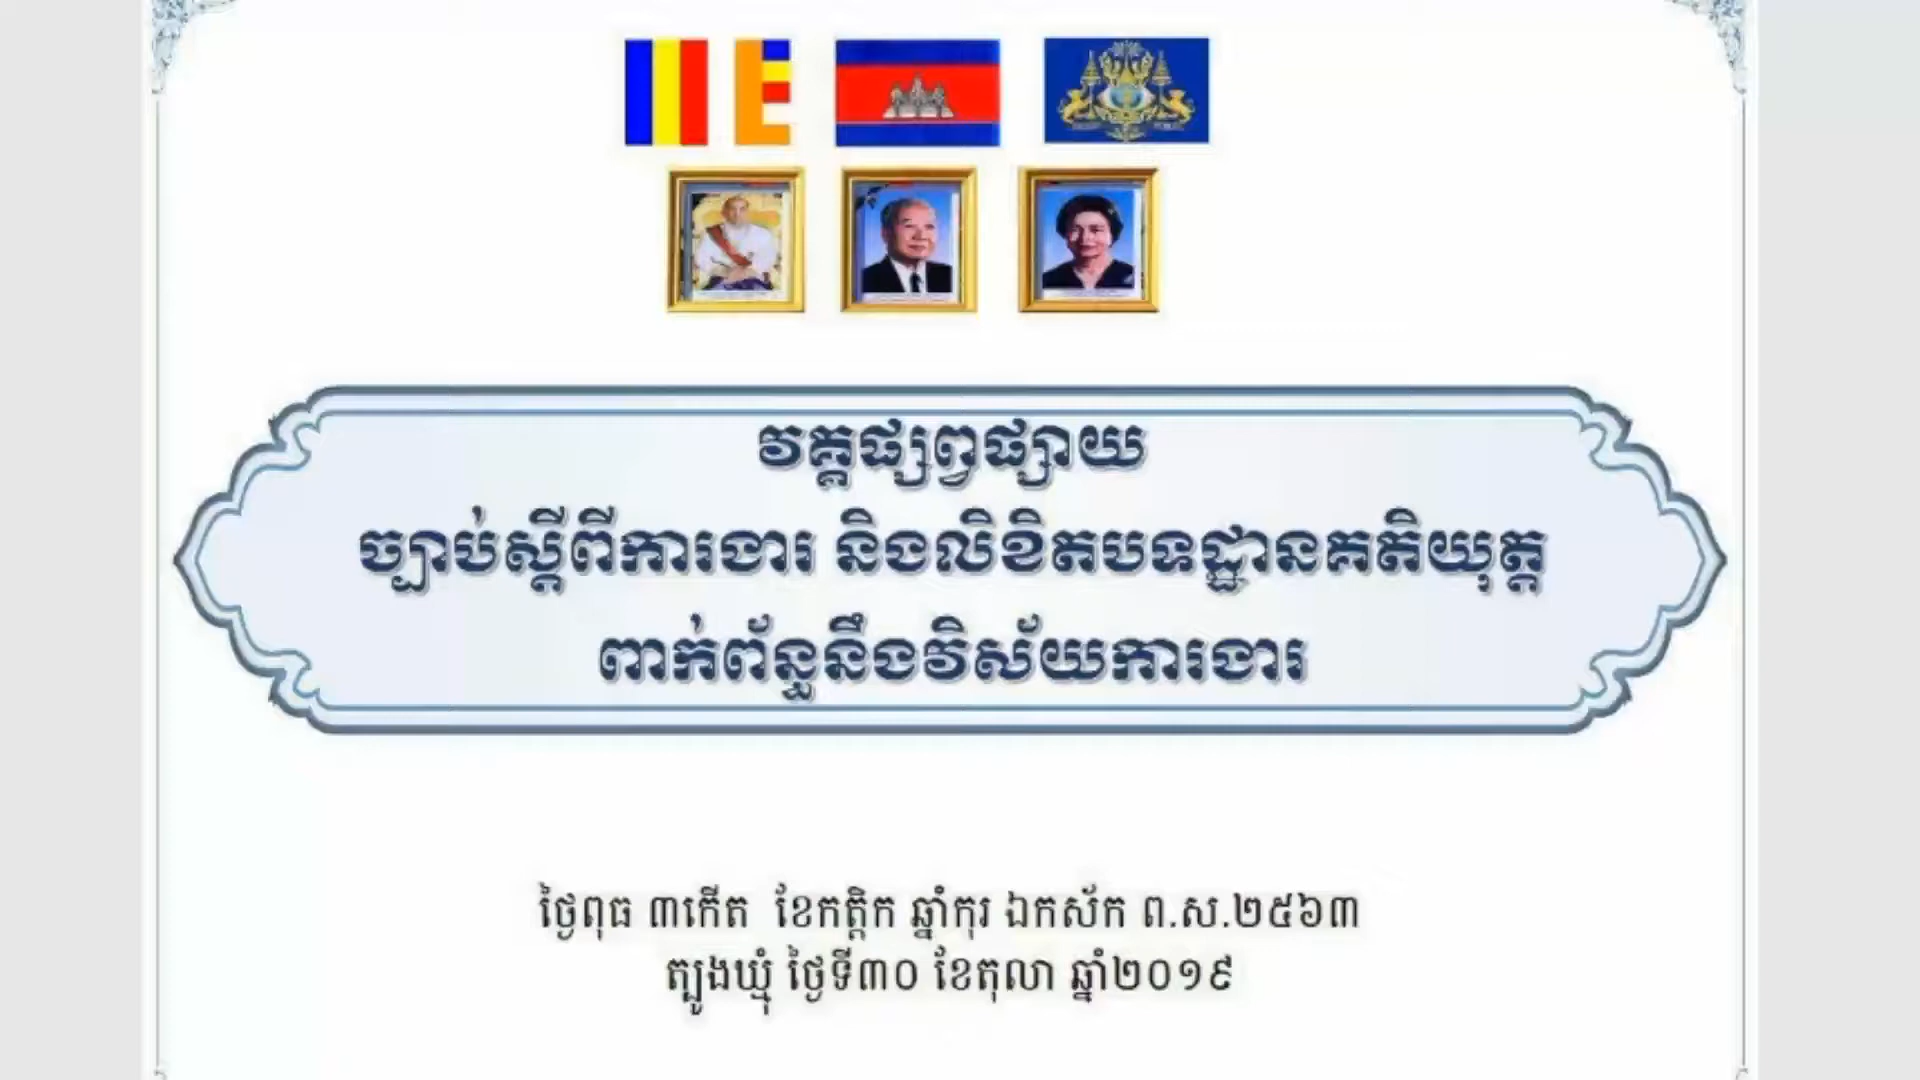 វគ្គផ្សព្វផ្សាយ
ច្បាប់ស្តីពីការងារ និងលិខិតបទដ្ឋានគតិយុត្ត
ពាក់ព័ន្ធនឹងវិស័យការងារ
ថ្ងៃពុធ ៣កើត ខែកត្តិក ឆ្នាំកុរ ឯកស័ក ព.ស.២៥៦៣
ត្បូងឃ្មុំ ថ្ងៃទី៣០ ខែតុលា ឆ្នាំ២០១៩